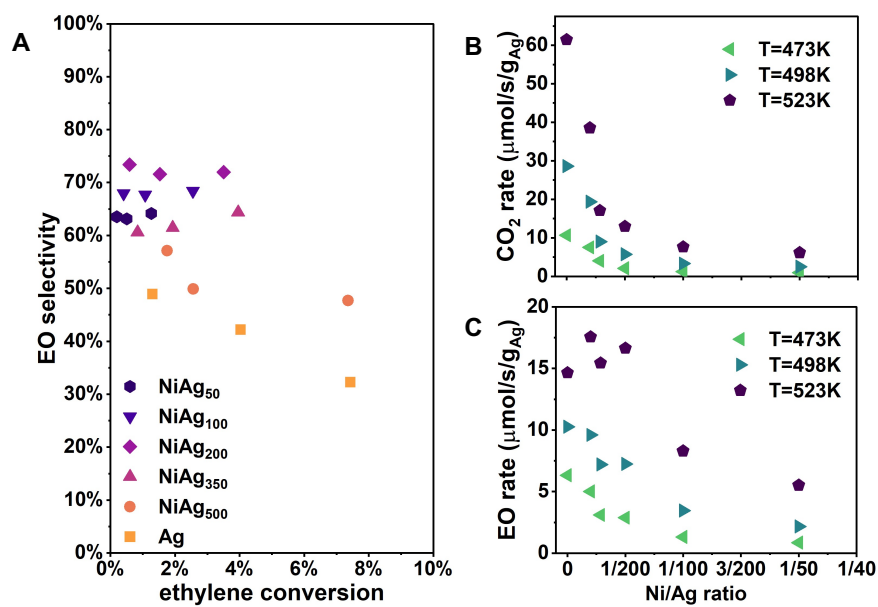 A
100%
90%
80%
70%
60%
50%
40%
30%
20%
10%
0%
EO selectivity
NiAg50
NiAg100
NiAg200
NiAg350
NiAg500
Ag
0% 2% 4% 6% 8% 10%
ethylene conversion
B
60
50
40
30
20
10
0
CO2 rate (μmol/s/gAg)
T=473K
T=498K
T=523K
C
20
15
10
5
0
EO rate (μmol/s/gAg)
T=473K
T=498K
T=523K
0 1/200 1/100 3/200 1/50 1/40
Ni/Ag ratio